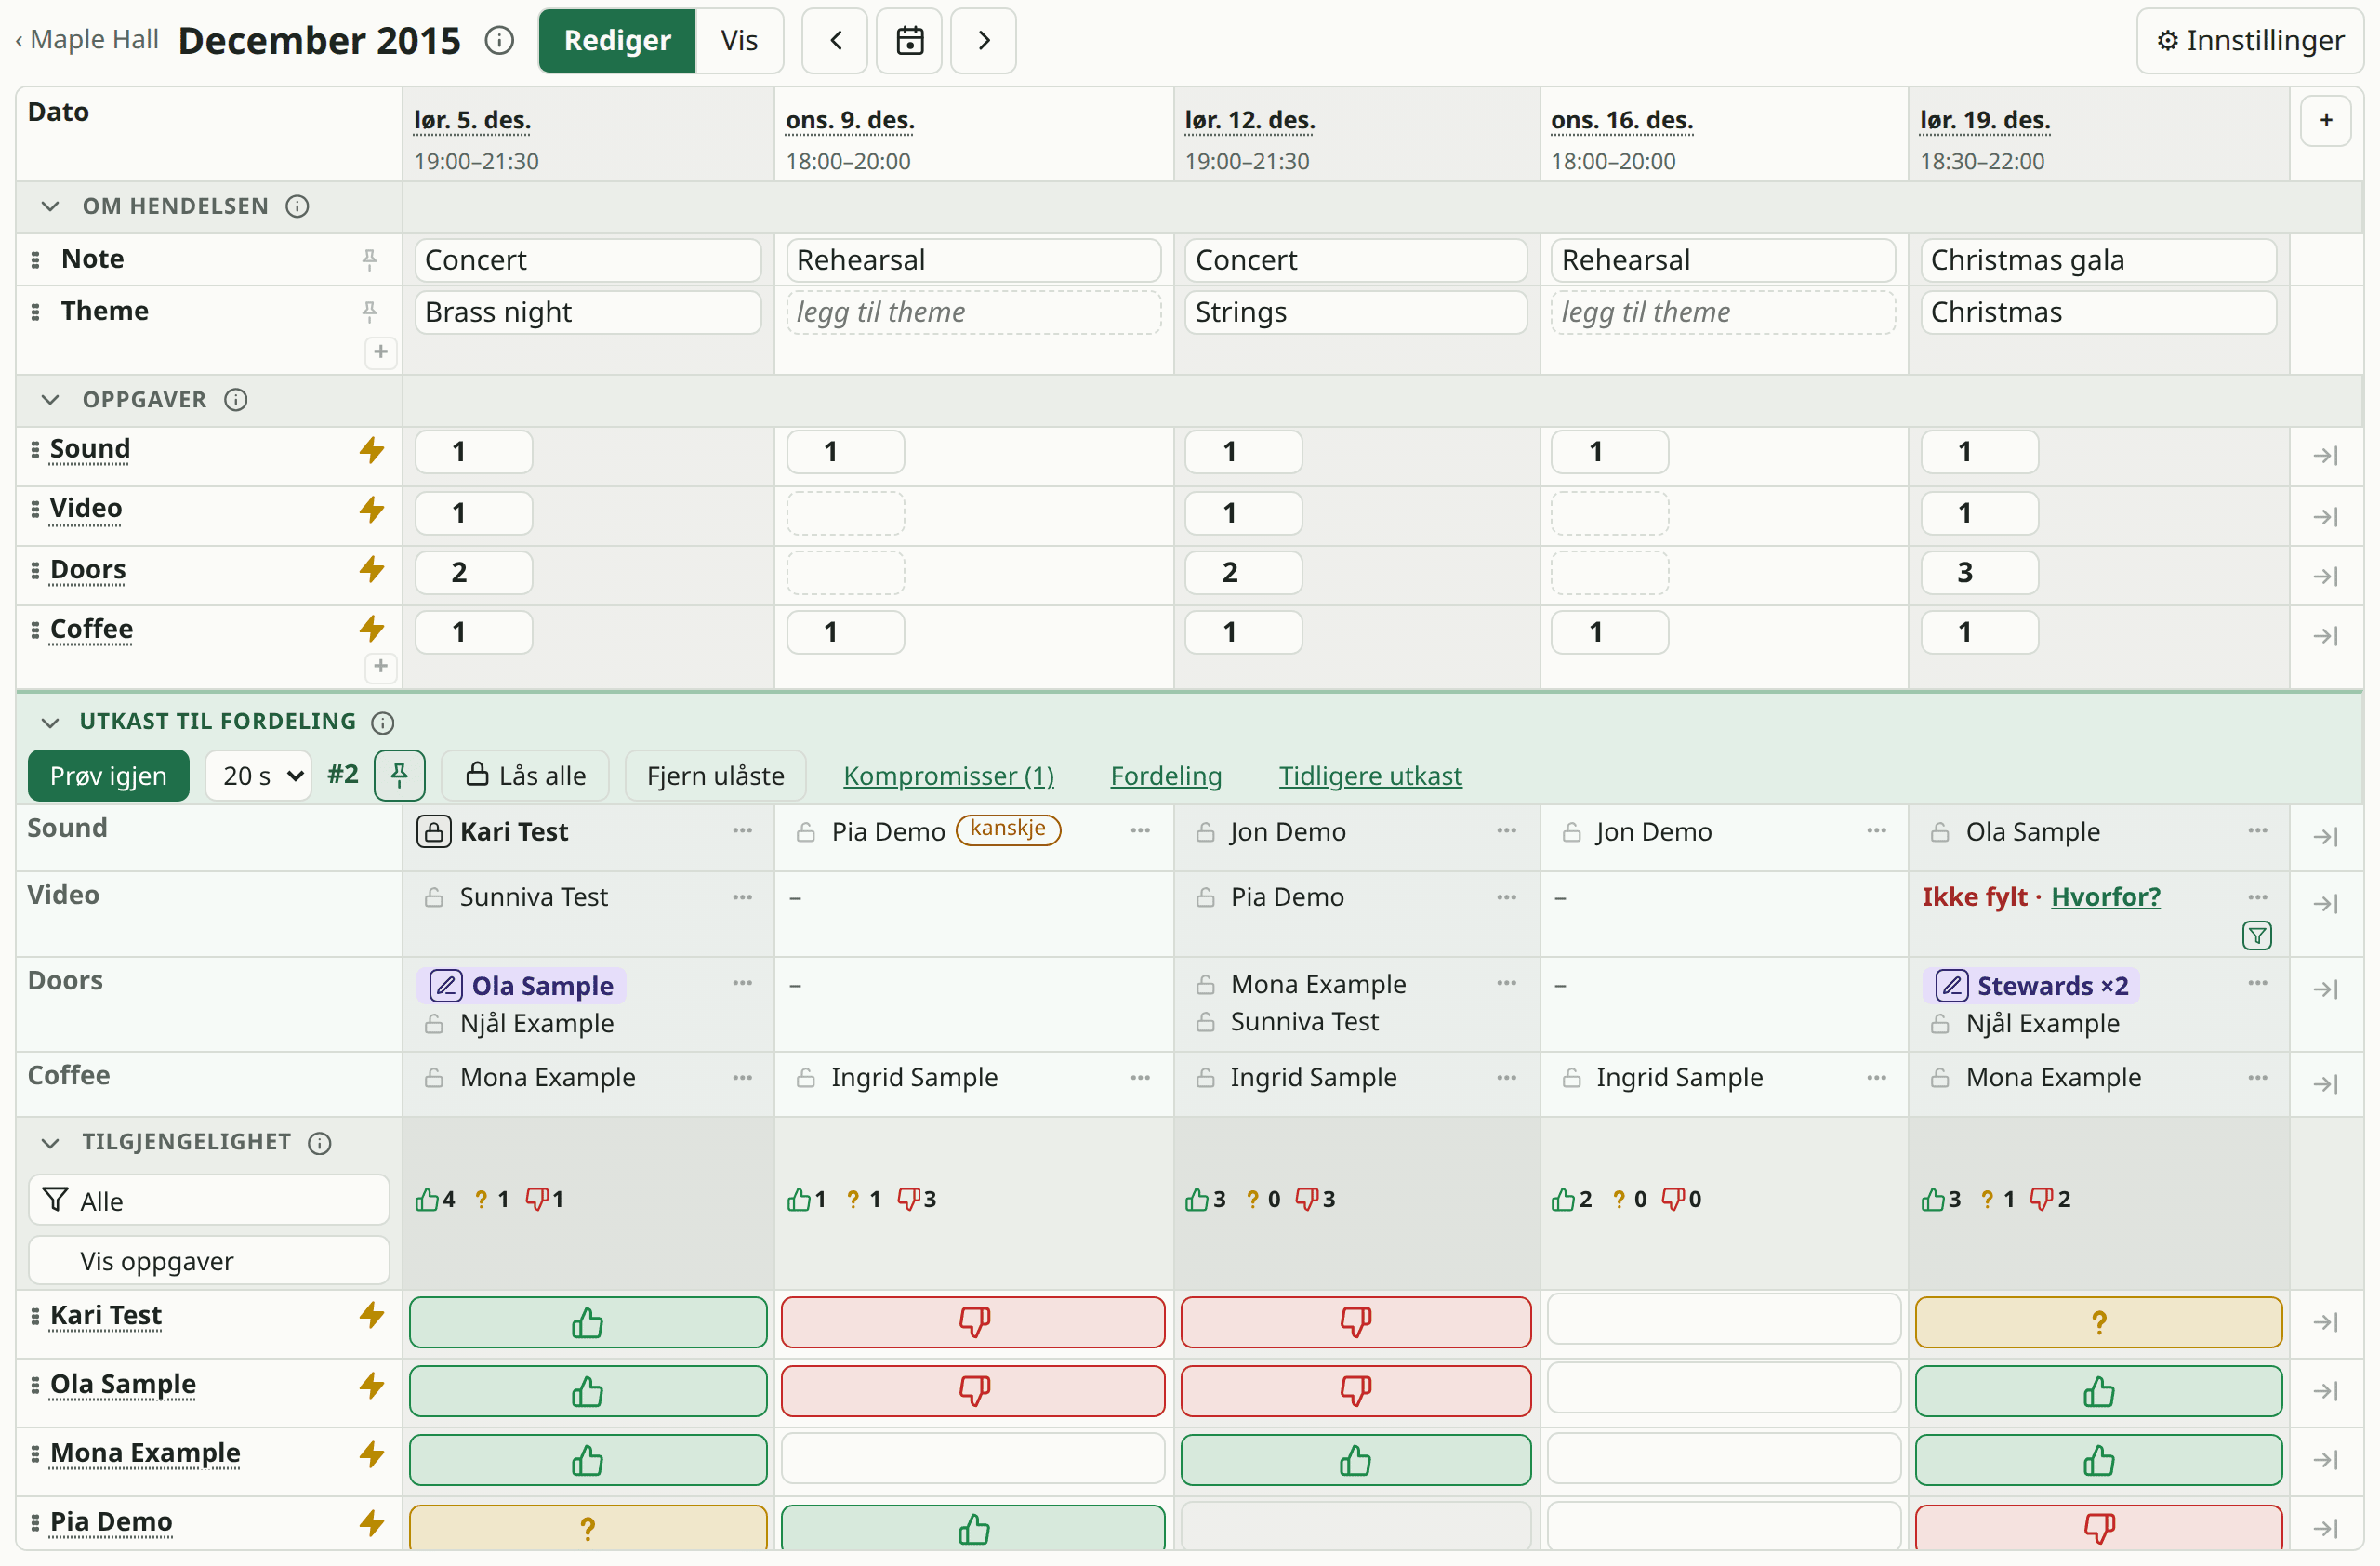 ‹ Maple Hall December 2015 Rediger Vis ⚙ Innstillinger
Dato lør. 5. des. ons. 9. des. lør. 12. des. ons. 16. des. lør. 19. des. +
19:00–21:30 18:00–20:00 19:00–21:30 18:00–20:00 18:30–22:00
OM HENDELSEN
Note Concert Rehearsal Concert Rehearsal Christmas gala
Theme Brass night legg til theme Strings legg til theme Christmas
+
OPPGAVER
Sound 1 1 1 1 1
Video 1 1 1
Doors 2 2 3
Coffee 1 1 1 1 1
+
UTKAST TIL FORDELING
Prøv igjen 20 s #2 Lås alle Fjern ulåste Kompromisser (1) Fordeling Tidligere utkast
Sound Kari Test Pia Demo kanskje Jon Demo Jon Demo Ola Sample
Video Sunniva Test – Pia Demo – Ikke fylt · Hvorfor?
Doors Ola Sample – Mona Example – Stewards ×2
Njål Example Sunniva Test Njål Example
Coffee Mona Example Ingrid Sample Ingrid Sample Ingrid Sample Mona Example
TILGJENGELIGHET
Alle 4 ? 1 1 1 ? 1 3 3 ? 0 3 2 ? 0 0 3 ? 1 2
Vis oppgaver
Kari Test ?
Ola Sample
Mona Example
Pia Demo ?